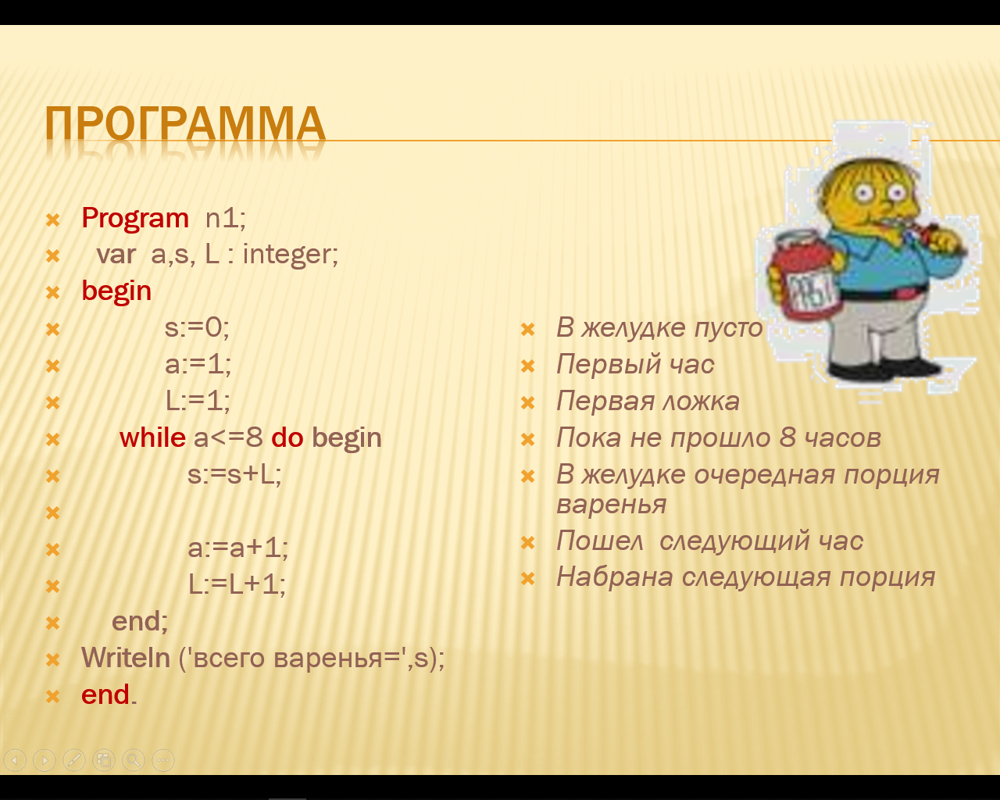 ПРОГРАММА
Program n1;
var a,s, L : integer;
begin
s:=0;
a:=1;
L:=1;
while a<=8 do begin
s:=s+L;
a:=a+1;
L:=L+1;
end;
Writeln ('всего варенья=',s);
end.
В желудке пусто
Первый час
Первая ложка
Пока не прошло 8 часов
В желудке очередная порция
варенья
Пошел следующий час
Набрана следующая порция